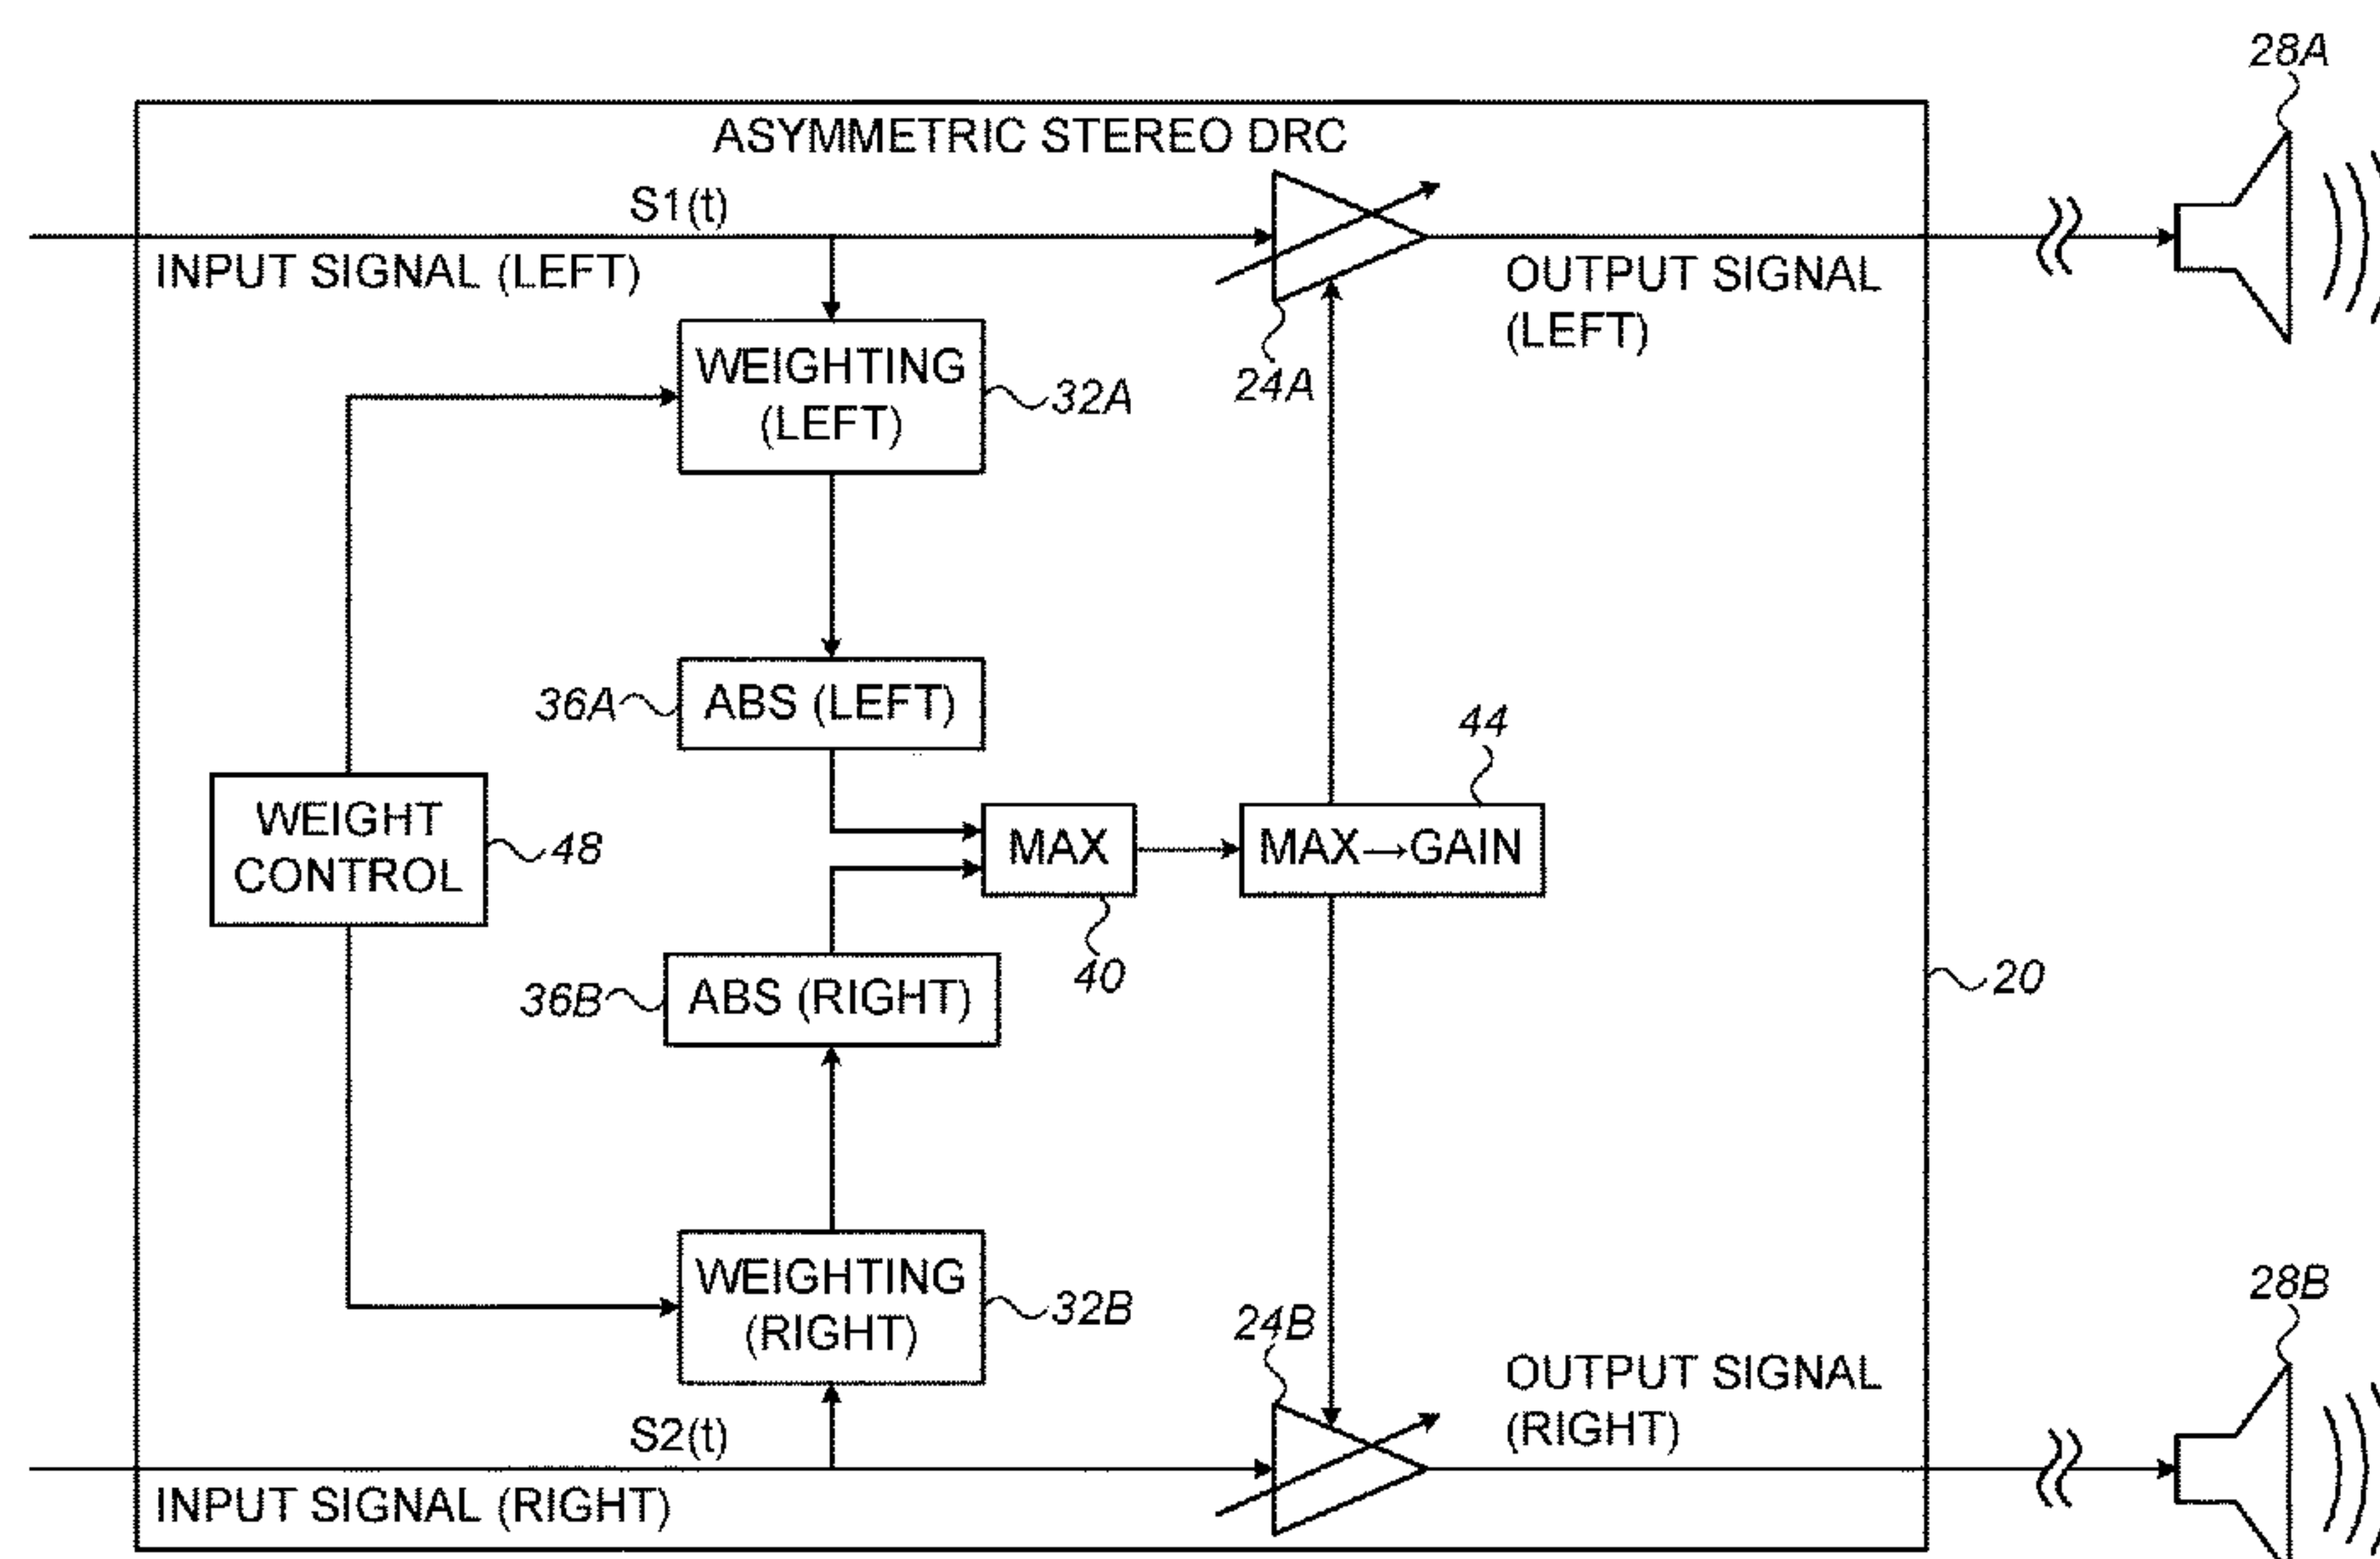 28A
ASYMMETRIC STEREO DRC
S1(t)
INPUT SIGNAL (LEFT)
OUTPUT SIGNAL
(LEFT)
24A
WEIGHTING
(LEFT)
32A
36A
ABS (LEFT)
44
WEIGHT
CONTROL
48
MAX
MAX→GAIN
40
36B
ABS (RIGHT)
20
WEIGHTING
(RIGHT)
32B
24B
28B
OUTPUT SIGNAL
(RIGHT)
S2(t)
INPUT SIGNAL (RIGHT)